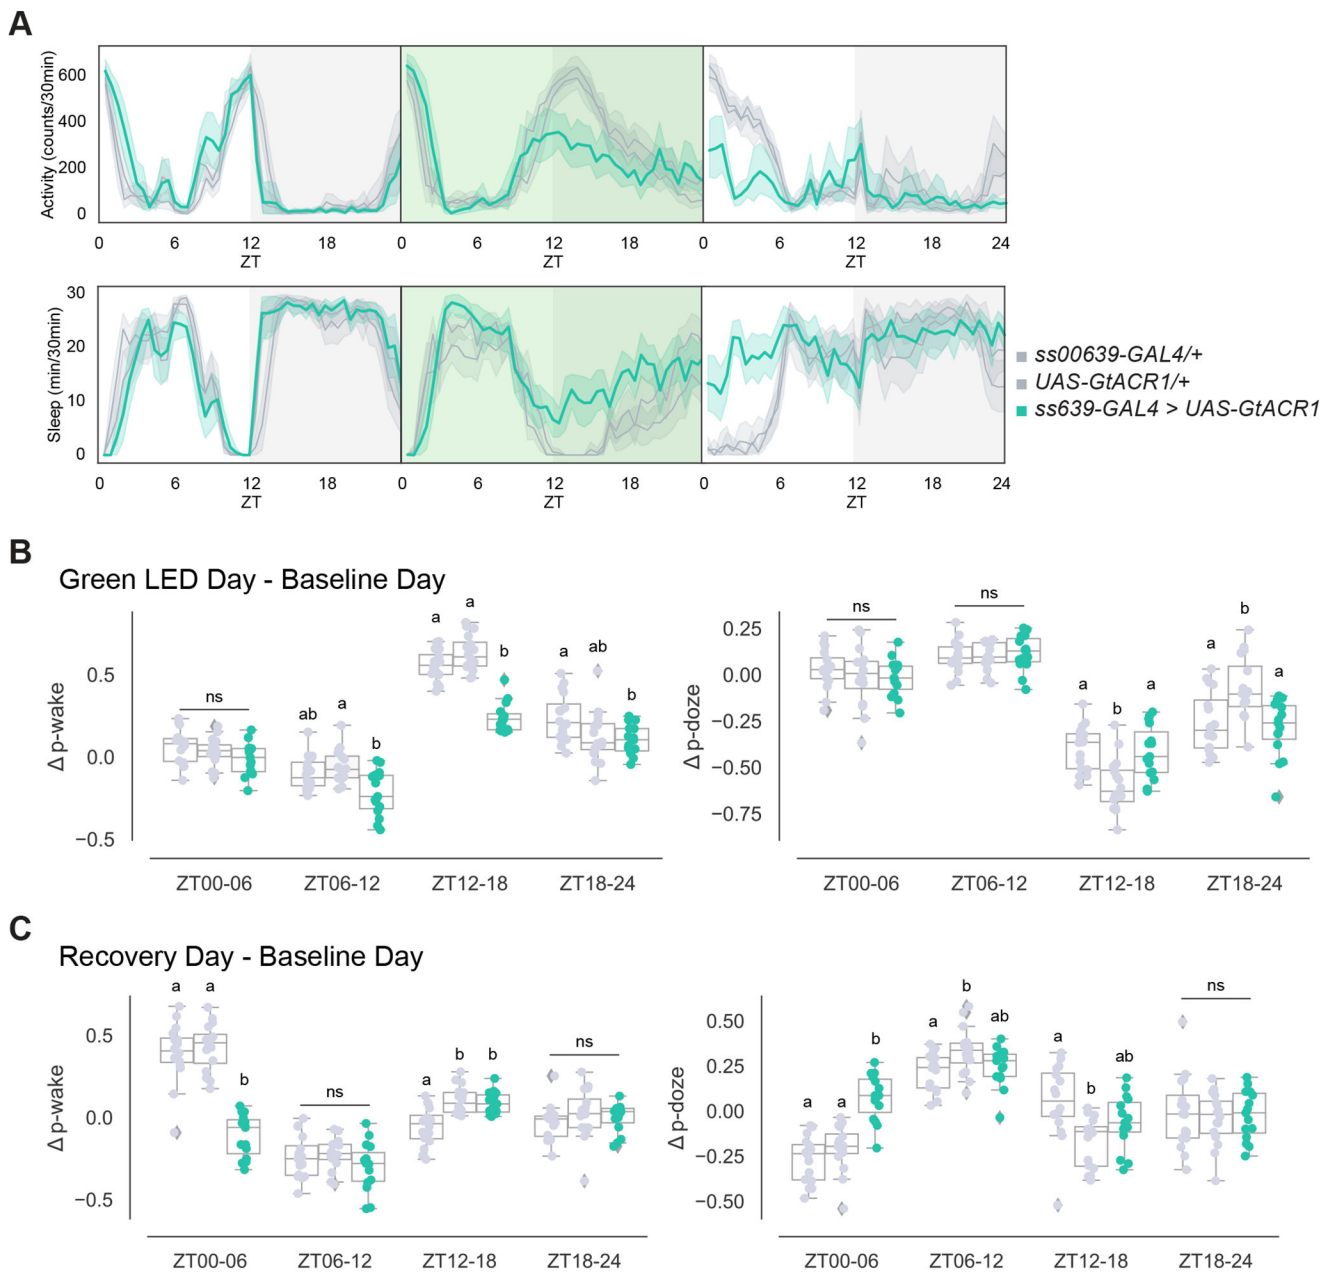 A
Activity (counts/30min)
600
400
200
0
0 6 12 18 0 6 12 18 0 6 12 18 24
ZT ZT ZT
Sleep (min/30min)
30
20
10
0
0 6 12 18 0 6 12 18 0 6 12 18 24
ZT ZT ZT
ss00639-GAL4/+
UAS-GtACR1/+
ss639-GAL4 > UAS-GtACR1
B
Green LED Day - Baseline Day
Δ p-wake
0.5
0.0
−0.5
ns
ab a b
a a b
a ab b
ZT00-06 ZT06-12 ZT12-18 ZT18-24
Δ p-doze
0.25
0.00
−0.25
−0.50
−0.75
ns
ns
a b a
a b a
ZT00-06 ZT06-12 ZT12-18 ZT18-24
C
Recovery Day - Baseline Day
Δ p-wake
0.5
0.0
−0.5
a a b
ns
a b b
ns
ZT00-06 ZT06-12 ZT12-18 ZT18-24
Δ p-doze
0.50
0.25
0.00
−0.25
−0.50
a a b
a b ab
a b ab
ns
ZT00-06 ZT06-12 ZT12-18 ZT18-24